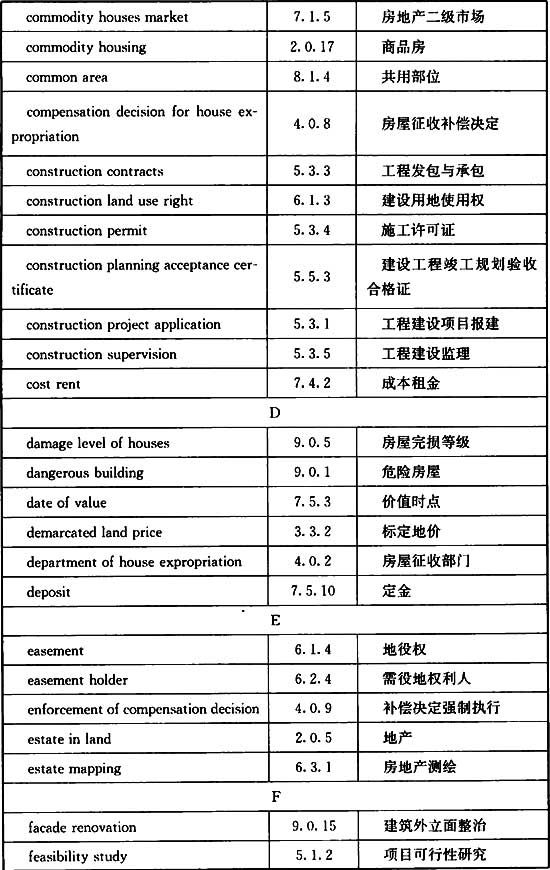 commodity houses market 7.1.5 房地产二级市场
commodity housing 2.0.17 商品房
common area 8.1.4 共用部位
compensation decision for house ex-
propriation 4.0.8 房屋征收补偿决定
construction contracts 5.3.3 工程发包与承包
construction land use right 6.1.3 建设用地使用权
construction permit 5.3.4 施工许可证
construction planning acceptance cer-
tificate 5.5.3 建设工程竣工规划验收
合格证
construction project application 5.3.1 工程建设项目报建
construction supervision 5.3.5 工程建设监理
cost rent 7.4.2 成本租金
D
damage level of houses 9.0.5 房屋完损等级
dangerous building 9.0.1 危险房屋
date of value 7.5.3 价值时点
demarcated land price 3.3.2 标定地价
department of house expropriation 4.0.2 房屋征收部门
deposit 7.5.10 定金
E
easement 6.1.4 地役权
easement holder 6.2.4 需役地权利人
enforcement of compensation decision 4.0.9 补偿决定强制执行
estate in land 2.0.5 地产
estate mapping 6.3.1 房地产测绘
F
facade renovation 9.0.15 建筑外立面整治
feasibility study 5.1.2 项目可行性研究